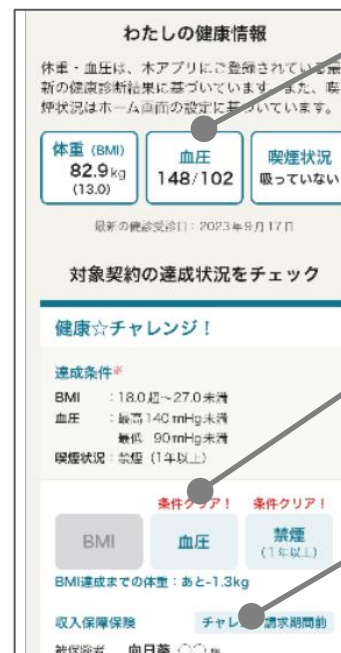 わたしの健康情報
体重・血圧は、本アプリにご登録されている最
新の健康診断結果に基づいています。また、喫
煙状況はホーム画面の設定に基づいています。
体重 (BMI)
82.9kg
(13.0)
血圧
148/102
喫煙状況
吸っていない
最新の健診受診日：2023年9月17日
対象契約の達成状況をチェック
健康☆チャレンジ！
達成条件※
BMI ：18.0超～27.0未満
血圧 ：最高140mHg未満
最低 90mHg未満
喫煙状況：禁煙（1年以上）
条件クリア！ 条件クリア！
BMI
血圧
禁煙
(1年以上)
BMI達成までの体重：あと-1.3kg
収入保障保険 チャレ 請求期間前
被保険者 向日葵 〇〇 様